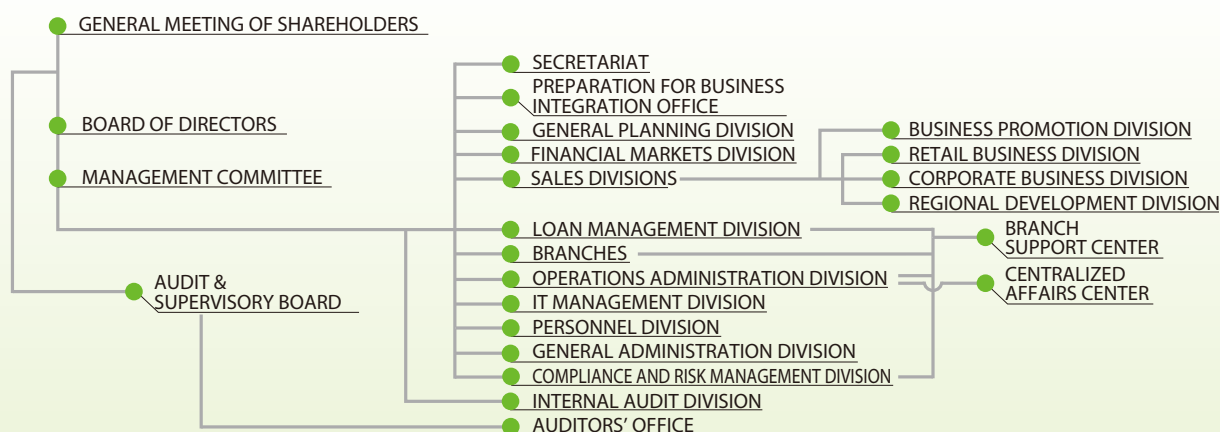 GENERAL MEETING OF SHAREHOLDERS
BOARD OF DIRECTORS
MANAGEMENT COMMITTEE
AUDIT &
SUPERVISORY BOARD
SECRETARIAT
PREPARATION FOR BUSINESS
INTEGRATION OFFICE
GENERAL PLANNING DIVISION
FINANCIAL MARKETS DIVISION
SALES DIVISIONS
LOAN MANAGEMENT DIVISION
BRANCHES
OPERATIONS ADMINISTRATION DIVISION
IT MANAGEMENT DIVISION
PERSONNEL DIVISION
GENERAL ADMINISTRATION DIVISION
COMPLIANCE AND RISK MANAGEMENT DIVISION
INTERNAL AUDIT DIVISION
AUDITORS' OFFICE
BUSINESS PROMOTION DIVISION
RETAIL BUSINESS DIVISION
CORPORATE BUSINESS DIVISION
REGIONAL DEVELOPMENT DIVISION
BRANCH
SUPPORT CENTER
CENTRALIZED
AFFAIRS CENTER